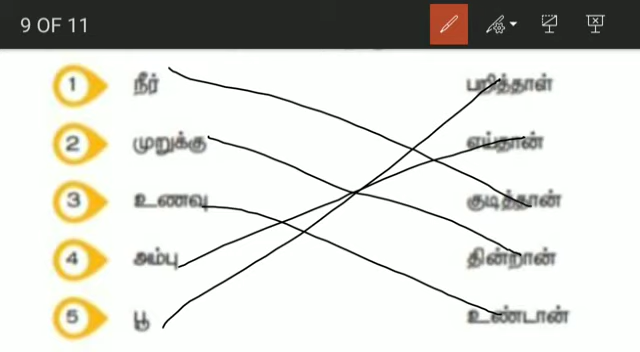 9 OF 11
1 நீர் பறித்தாள்
2 முறுக்கு எய்தான்
3 உணவு குடித்தான்
4 அம்பு தின்றான்
5 பூ உண்டான்